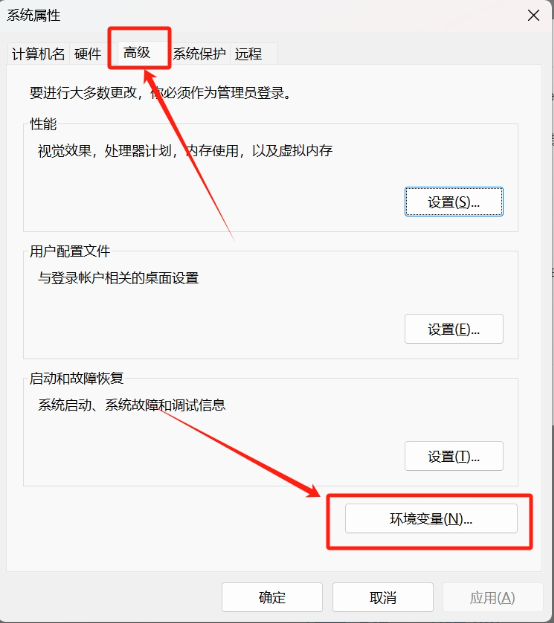 系统属性
计算机名 硬件 高级 系统保护 远程
要进行大多数更改，你必须作为管理员登录。
性能
视觉效果，处理器计划，内存使用，以及虚拟内存
设置(S)...
用户配置文件
与登录帐户相关的桌面设置
设置(E)...
启动和故障恢复
系统启动、系统故障和调试信息
设置(T)...
环境变量(N)...
确定 取消 应用(A)